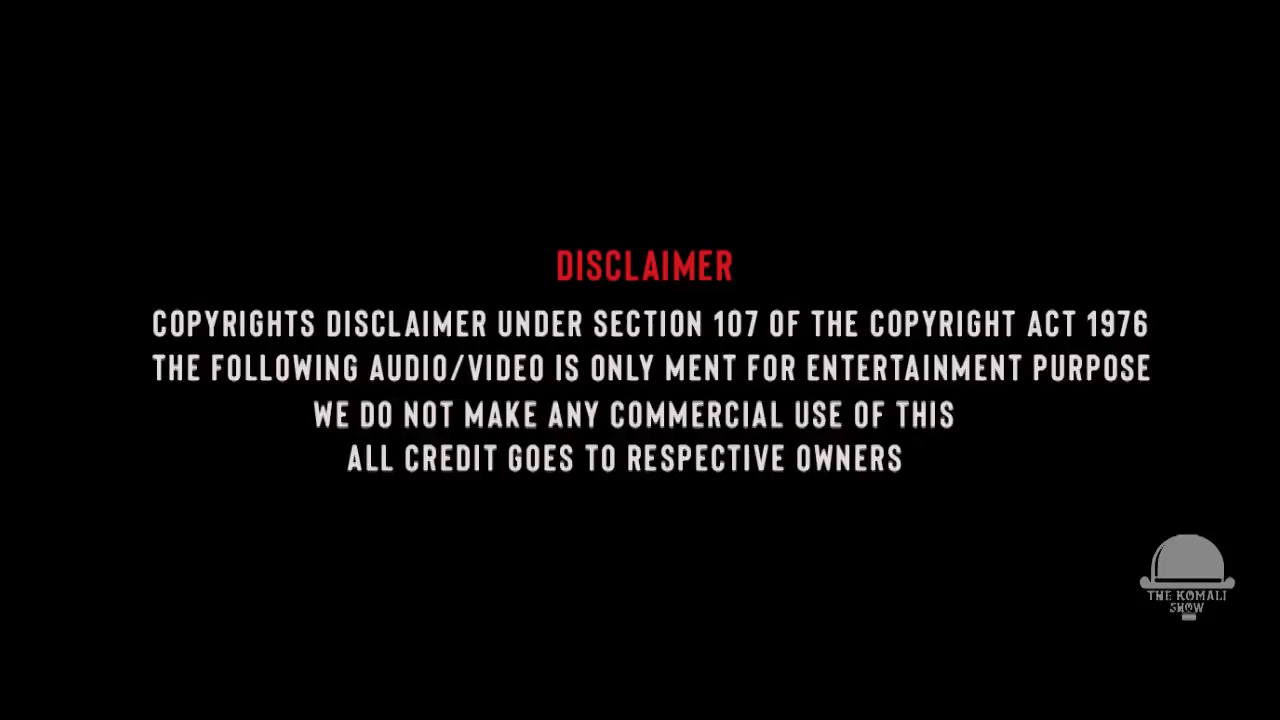 DISCLAIMER
COPYRIGHTS DISCLAIMER UNDER SECTION 107 OF THE COPYRIGHT ACT 1976
THE FOLLOWING AUDIO/VIDEO IS ONLY MENT FOR ENTERTAINMENT PURPOSE
WE DO NOT MAKE ANY COMMERCIAL USE OF THIS
ALL CREDIT GOES TO RESPECTIVE OWNERS
THE KOMALI
SHOW